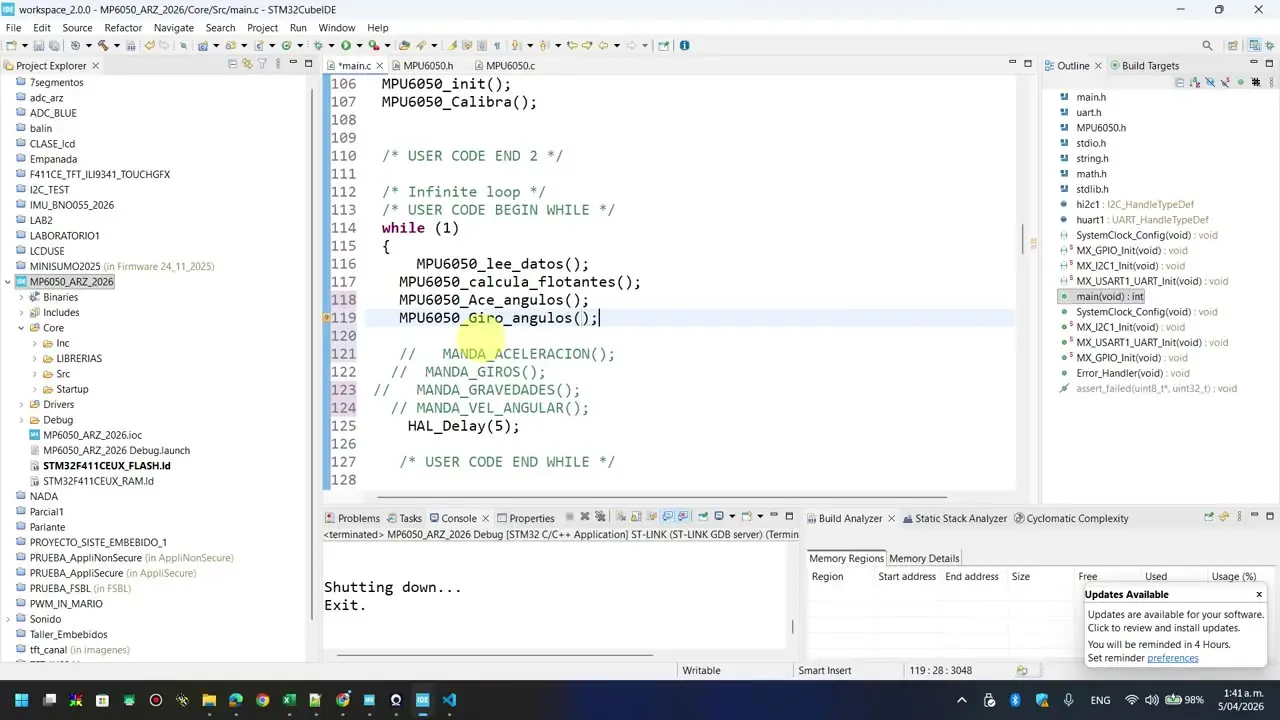 workspace_2.0.0 - MP6050_ARZ_2026/Core/Src/main.c - STM32CubeIDE
File Edit Source Refactor Navigate Search Project Run Window Help
Project Explorer
7segmentos
adc_arz
ADC_BLUE
balin
CLASE_lcd
Empanada
F411CE_TFT_ILI9341_TOUCHGFX
I2C_TEST
IMU_BNO055_2026
LAB2
LABORATORIO1
LCDUSE
MINISUMO2025 (in Firmware 24_11_2025)
MP6050_ARZ_2026
Binaries
Includes
Core
Inc
LIBRERIAS
Src
Startup
Drivers
Debug
MP6050_ARZ_2026.ioc
MP6050_ARZ_2026 Debug.launch
STM32F411CEUX_FLASH.ld
STM32F411CEUX_RAM.ld
NADA
Parcial1
Parlante
PROYECTO_SISTE_EMBEBIDO_1
PRUEBA_AppliNonSecure (in AppliNonSecure)
PRUEBA_AppliSecure (in AppliSecure)
PRUEBA_FSBL (in FSBL)
PWM_IN_MARIO
Sonido
Taller_Embebidos
tft_canal (in imagenes)
*main.c MPU6050.h MPU6050.c
106 MPU6050_init();
107 MPU6050_Calibra();
108
109
110 /* USER CODE END 2 */
111
112 /* Infinite loop */
113 /* USER CODE BEGIN WHILE */
114 while (1)
115 {
116 MPU6050_lee_datos();
117 MPU6050_calcula_flotantes();
118 MPU6050_Ace_angulos();
119 MPU6050_Giro_angulos();
120
121 // MANDA_ACELERACION();
122 // MANDA_GIROS();
123 // MANDA_GRAVEDADES();
124 // MANDA_VEL_ANGULAR();
125 HAL_Delay(5);
126
127 /* USER CODE END WHILE */
128
Outline Build Targets
main.h
uart.h
MPU6050.h
stdio.h
string.h
math.h
stdlib.h
hi2c1 : I2C_HandleTypeDef
huart1 : UART_HandleTypeDef
SystemClock_Config(void) : void
MX_GPIO_Init(void) : void
MX_I2C1_Init(void) : void
MX_USART1_UART_Init(void) : void
main(void) : int
SystemClock_Config(void) : void
MX_I2C1_Init(void) : void
MX_USART1_UART_Init(void) : void
MX_GPIO_Init(void) : void
Error_Handler(void) : void
assert_failed(uint8_t*, uint32_t) : void
Problems Tasks Console Properties
<terminated> MP6050_ARZ_2026 Debug [STM32 C/C++ Application] ST-LINK (ST-LINK GDB server) (Termin
Shutting down...
Exit.
Build Analyzer Static Stack Analyzer Cyclomatic Complexity
Memory Regions Memory Details
Region Start address End address Size Free Used Usage (%)
Updates Available
Updates are available for your software.
Click to review and install updates.
You will be reminded in 4 Hours.
Set reminder preferences
Writable Smart Insert 119 : 28 : 3048
ENG 98% 1:41 a.m.
5/04/2026